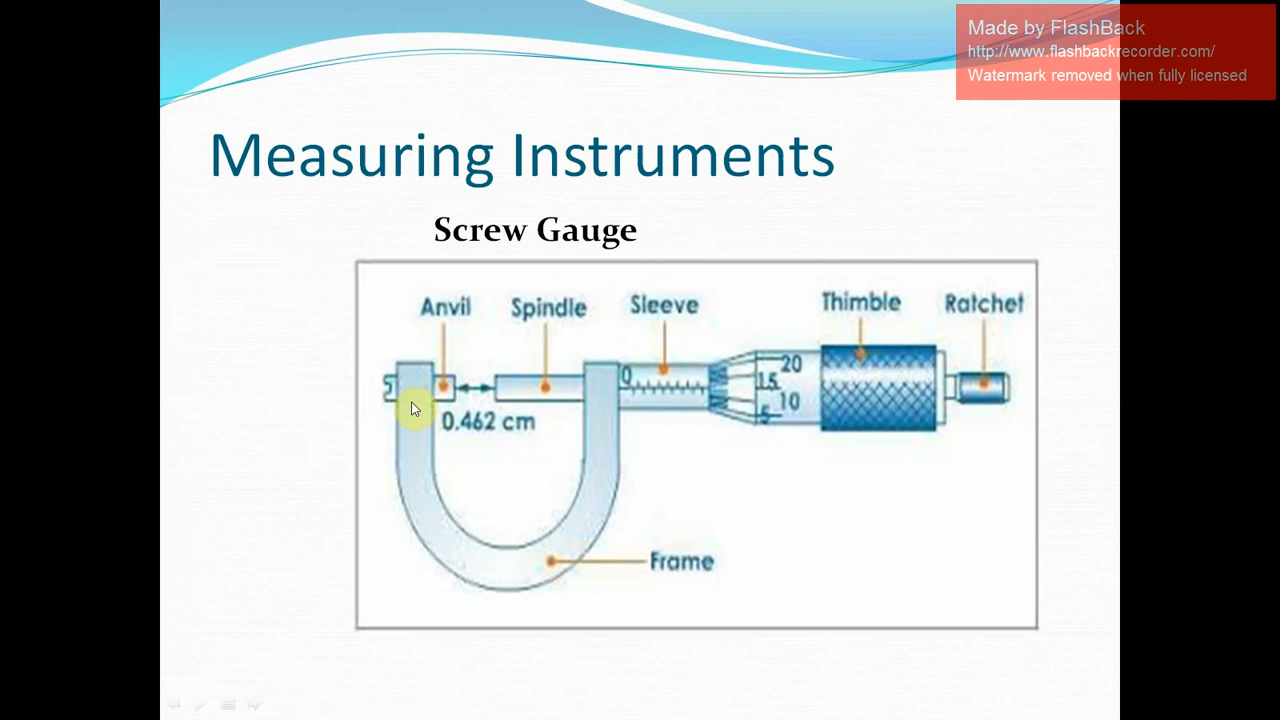 Made by FlashBack
http://www.flashbackrecorder.com/
Watermark removed when fully licensed
Measuring Instruments
Screw Gauge
Anvil Spindle Sleeve Thimble Ratchet
0 20
15
10
5
0.462 cm
Frame